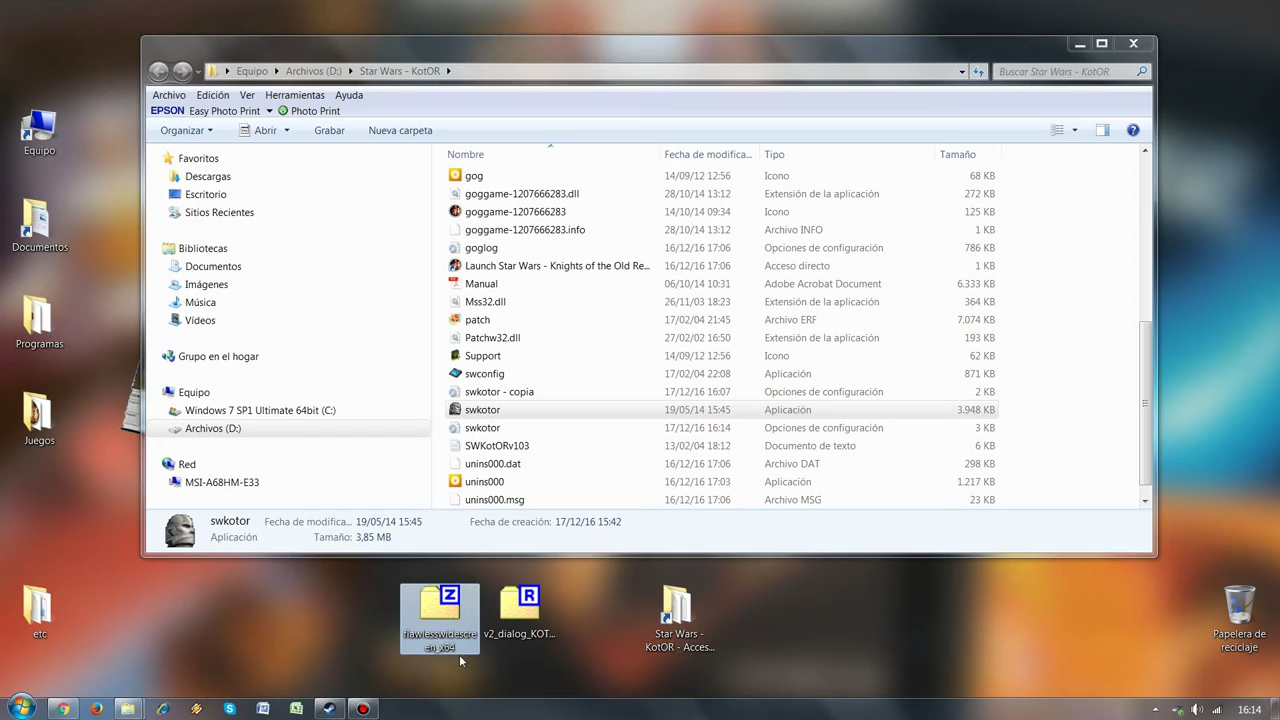 Equipo
Documentos
Programas
Juegos
etc
Equipo
Archivos (D:)
Star Wars - KotOR
Buscar Star Wars - KotOR
Archivo Edición Ver Herramientas Ayuda
EPSON Easy Photo Print Photo Print
Organizar Abrir Grabar Nueva carpeta
Favoritos
Descargas
Escritorio
Sitios Recientes
Bibliotecas
Documentos
Imágenes
Música
Vídeos
Grupo en el hogar
Equipo
Windows 7 SP1 Ultimate 64bit (C:)
Archivos (D:)
Red
MSI-A68HM-E33
Nombre Fecha de modifica... Tipo Tamaño
gog 14/09/12 12:56 Icono 68 KB
goggame-1207666283.dll 28/10/14 13:12 Extensión de la aplicación 272 KB
goggame-1207666283 14/10/14 09:34 Icono 125 KB
goggame-1207666283.info 28/10/14 13:12 Archivo INFO 1 KB
goglog 16/12/16 17:06 Opciones de configuración 786 KB
Launch Star Wars - Knights of the Old Re... 16/12/16 17:06 Acceso directo 1 KB
Manual 06/10/14 10:31 Adobe Acrobat Document 6.333 KB
Mss32.dll 26/11/03 18:23 Extensión de la aplicación 364 KB
patch 17/02/04 21:45 Archivo ERF 7.074 KB
Patchw32.dll 27/02/02 16:50 Extensión de la aplicación 193 KB
Support 14/09/12 12:56 Icono 62 KB
swconfig 17/02/04 22:08 Aplicación 871 KB
swkotor - copia 17/12/16 16:07 Opciones de configuración 2 KB
swkotor 19/05/14 15:45 Aplicación 3.948 KB
swkotor 17/12/16 16:14 Opciones de configuración 3 KB
SWKotORv103 13/02/04 18:12 Documento de texto 6 KB
unins000.dat 16/12/16 17:06 Archivo DAT 298 KB
unins000 16/12/16 17:03 Aplicación 1.217 KB
unins000.msg 16/12/16 17:06 Archivo MSG 23 KB
swkotor Fecha de modifica... 19/05/14 15:45 Fecha de creación: 17/12/16 15:42
Aplicación Tamaño: 3,85 MB
Z
flawlesswidescre
en_x64
R
v2_dialog_KOT...
Star Wars -
KotOR - Acces...
Papelera de
reciclaje
16:14